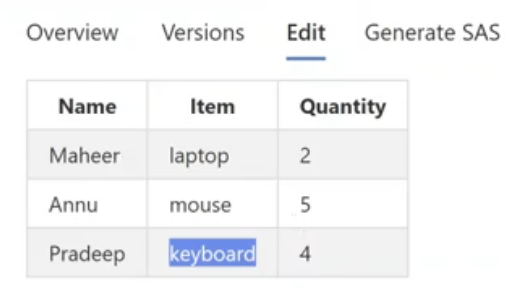 Overview Versions Edit Generate SAS
Name Item Quantity
Maheer laptop 2
Annu mouse 5
Pradeep keyboard 4